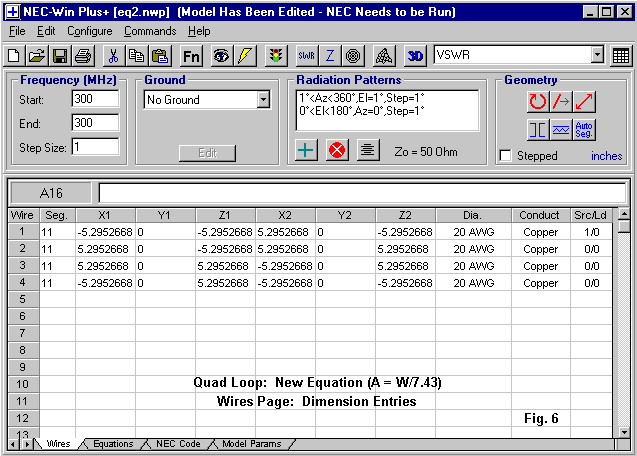 NEC-Win Plus+ [eq2.nwp] (Model Has Been Edited - NEC Needs to be Run)
File Edit Configure Commands Help
Fn SWR Z 3D VSWR
Frequency (MHz)
Start: 300
End: 300
Step Size: 1
Ground
No Ground
Edit
Radiation Patterns
1°<Az<360°,El=1°,Step=1°
0°<El<180°,Az=0°,Step=1°
Zo = 50 Ohm
Geometry
Auto Seg.
Stepped inches
A16
Wire Seg. X1 Y1 Z1 X2 Y2 Z2 Dia. Conduct Src/Ld
1 11 -5.2952668 0 -5.2952668 5.2952668 0 -5.2952668 20 AWG Copper 1/0
2 11 5.2952668 0 -5.2952668 5.2952668 0 5.2952668 20 AWG Copper 0/0
3 11 5.2952668 0 5.2952668 -5.2952668 0 5.2952668 20 AWG Copper 0/0
4 11 -5.2952668 0 5.2952668 -5.2952668 0 -5.2952668 20 AWG Copper 0/0
5
6
7
8
9
10 Quad Loop: New Equation (A = W/7.43)
11 Wires Page: Dimension Entries
12 Fig. 6
13
Wires Equations NEC Code Model Params